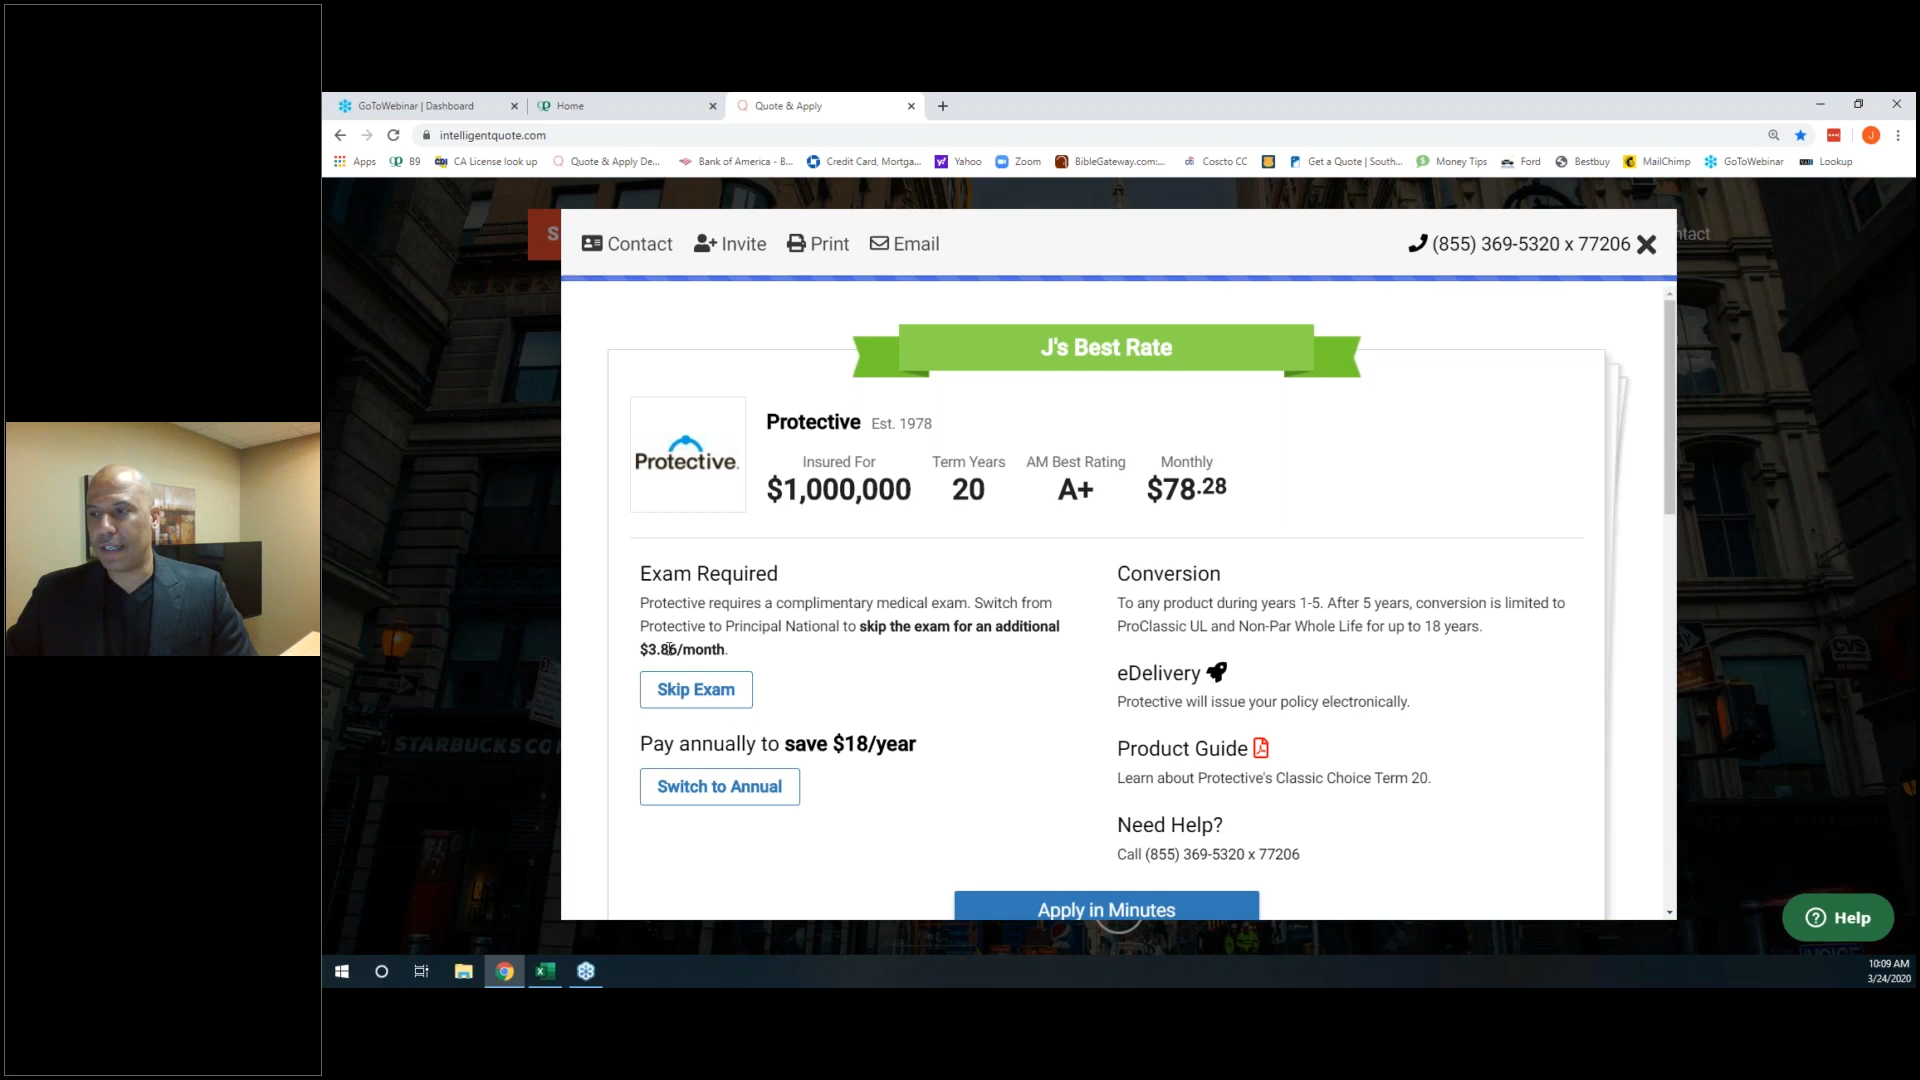 GoToWebinar | Dashboard
Home
Quote & Apply
intelligentquote.com
Apps
B9
CA License look up
Quote & Apply De...
Bank of America - B...
Credit Card, Mortga...
Yahoo
Zoom
BibleGateway.com:...
Coscto CC
Get a Quote | South...
Money Tips
Ford
Bestbuy
MailChimp
GoToWebinar
Lookup
S
Contact
Invite
Print
Email
(855) 369-5320 x 77206
ntact
J's Best Rate
Protective.
Protective Est. 1978
Insured For
Term Years
AM Best Rating
Monthly
$1,000,000
20
A+
$78.28
Exam Required
Protective requires a complimentary medical exam. Switch from
Protective to Principal National to skip the exam for an additional
$3.86/month.
Skip Exam
Pay annually to save $18/year
Switch to Annual
Conversion
To any product during years 1-5. After 5 years, conversion is limited to
ProClassic UL and Non-Par Whole Life for up to 18 years.
eDelivery
Protective will issue your policy electronically.
Product Guide
Learn about Protective's Classic Choice Term 20.
Need Help?
Call (855) 369-5320 x 77206
Apply in Minutes
STARBUCKS CO
CVS
Help
10:09 AM
3/24/2020